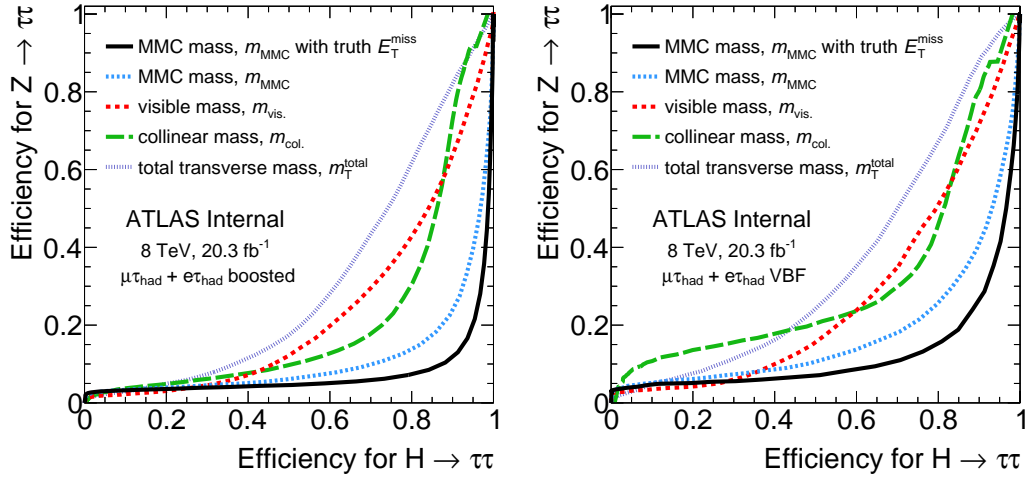 Efficiency for Z → ττ
1
0.8
0.6
0.4
0.2
0
MMC mass, m_MMC with truth E_T^miss
MMC mass, m_MMC
visible mass, m_vis.
collinear mass, m_col.
total transverse mass, m_T^total
ATLAS Internal
8 TeV, 20.3 fb⁻¹
μτ_had + eτ_had boosted
0 0.2 0.4 0.6 0.8 1
Efficiency for H → ττ
Efficiency for Z → ττ
1
0.8
0.6
0.4
0.2
0
MMC mass, m_MMC with truth E_T^miss
MMC mass, m_MMC
visible mass, m_vis.
collinear mass, m_col.
total transverse mass, m_T^total
ATLAS Internal
8 TeV, 20.3 fb⁻¹
μτ_had + eτ_had VBF
0 0.2 0.4 0.6 0.8 1
Efficiency for H → ττ